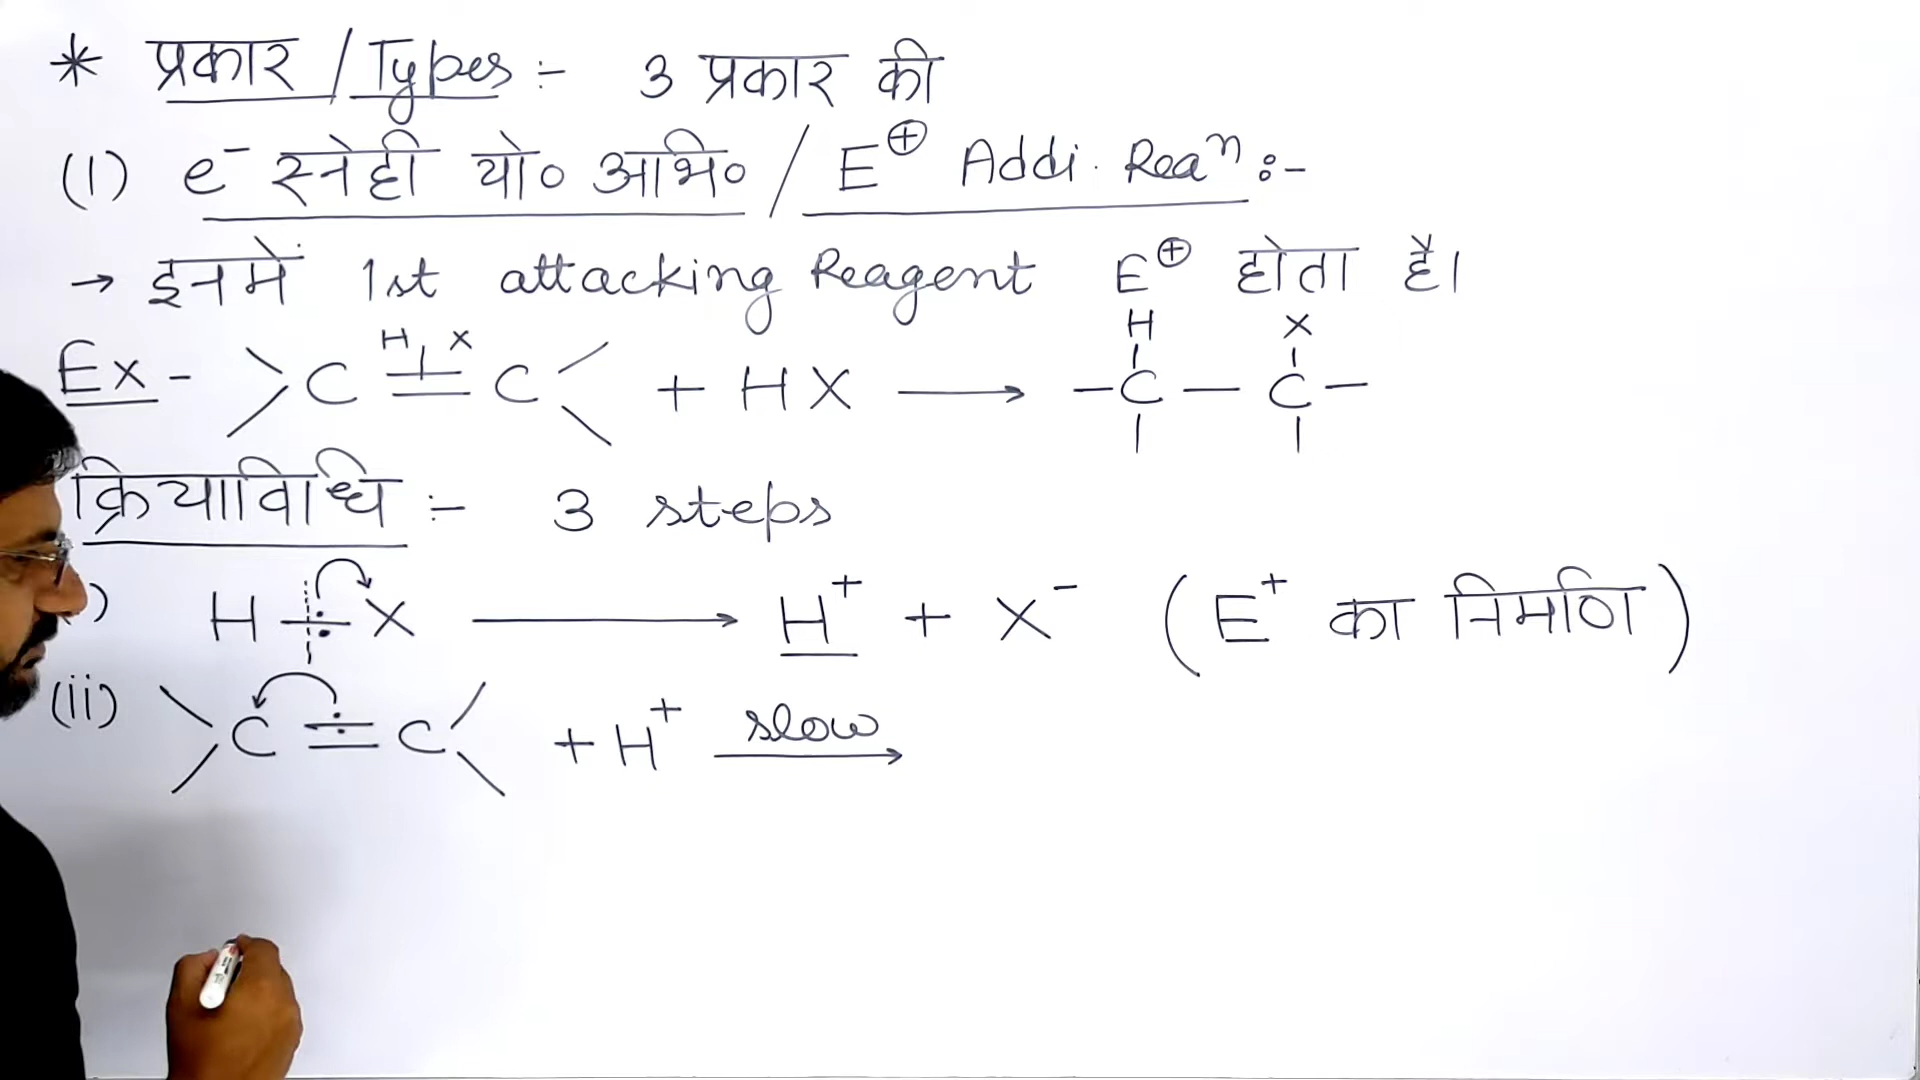 * प्रकार / Types :- 3 प्रकार की
(1) e⁻ स्नेही यो० अभि० / E⊕ Addi. Reaⁿ :-
→ इनमें 1st attacking Reagent E⊕ होता है।
H X
H X
Ex - >C = C< + HX ⟶ -C - C-
क्रियाविधि :- 3 steps
) H : X ⟶ H⁺ + X⁻ (E⁺ का निर्माण)
(ii) >C = C< + H⁺ slow ⟶